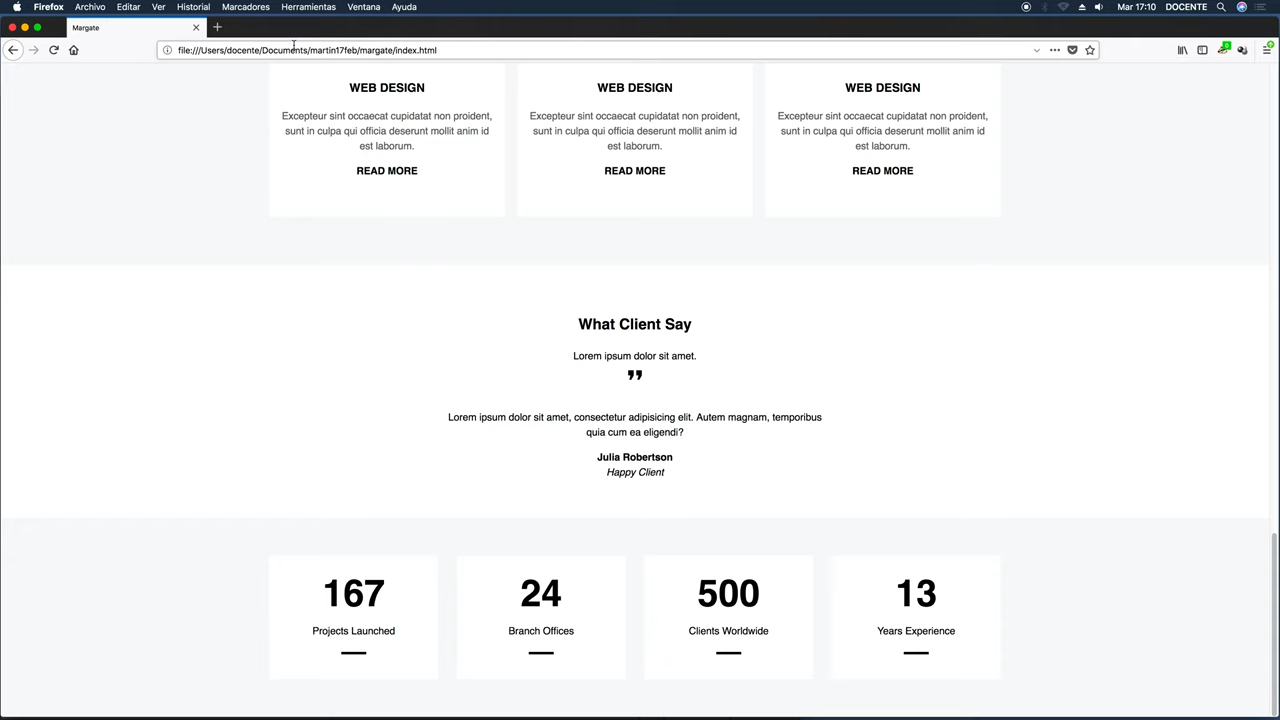 Firefox Archivo Editar Ver Historial Marcadores Herramientas Ventana Ayuda Mar 17:10 DOCENTE
Margate
file:///Users/docente/Documents/martin17feb/margate/index.html
WEB DESIGN WEB DESIGN WEB DESIGN
Excepteur sint occaecat cupidatat non proident, Excepteur sint occaecat cupidatat non proident, Excepteur sint occaecat cupidatat non proident,
sunt in culpa qui officia deserunt mollit anim id sunt in culpa qui officia deserunt mollit anim id sunt in culpa qui officia deserunt mollit anim id
est laborum. est laborum. est laborum.
READ MORE READ MORE READ MORE
What Client Say
Lorem ipsum dolor sit amet.
”
Lorem ipsum dolor sit amet, consectetur adipisicing elit. Autem magnam, temporibus
quia cum ea eligendi?
Julia Robertson
Happy Client
167 24 500 13
Projects Launched Branch Offices Clients Worldwide Years Experience